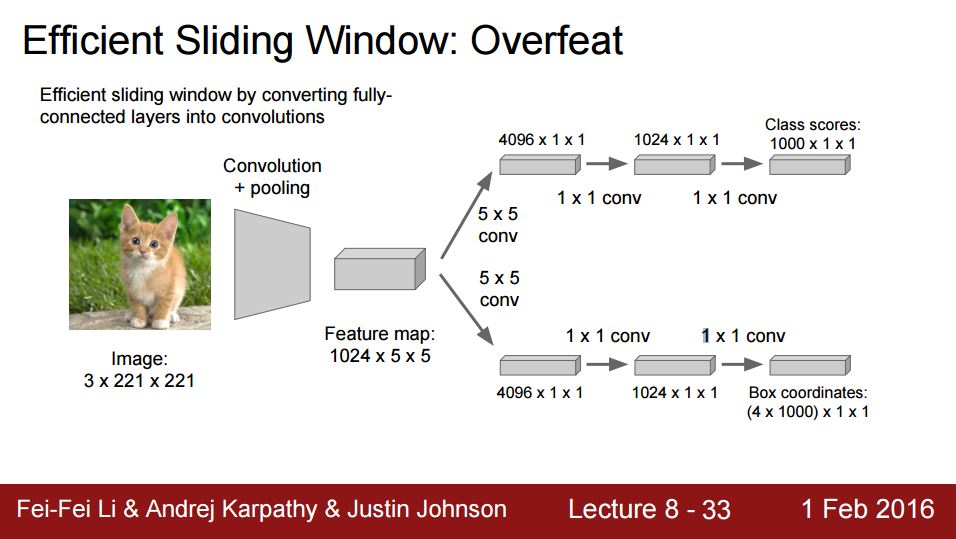 Efficient Sliding Window: Overfeat
Efficient sliding window by converting fully-
connected layers into convolutions
Convolution
+ pooling
Image:
3 x 221 x 221
Feature map:
1024 x 5 x 5
5 x 5
conv
5 x 5
conv
4096 x 1 x 1
1024 x 1 x 1
Class scores:
1000 x 1 x 1
1 x 1 conv
1 x 1 conv
1 x 1 conv
1 x 1 conv
4096 x 1 x 1
1024 x 1 x 1
Box coordinates:
(4 x 1000) x 1 x 1
Fei-Fei Li & Andrej Karpathy & Justin Johnson
Lecture 8 - 33
1 Feb 2016